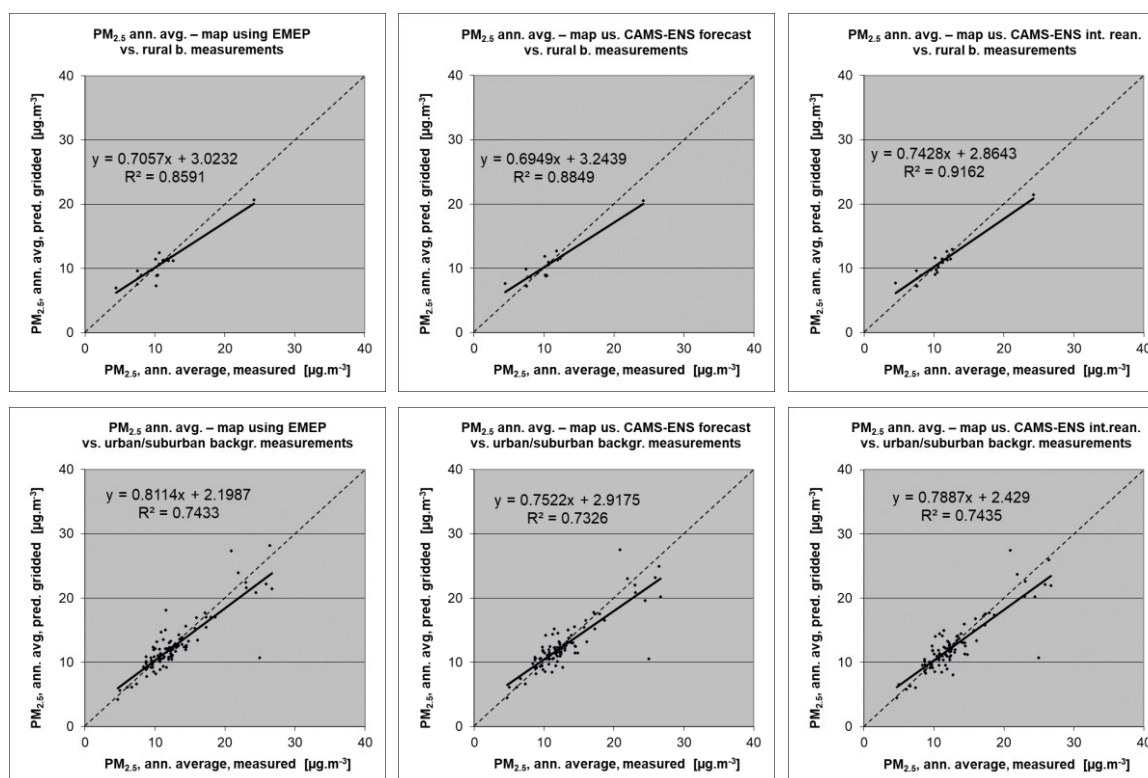 PM2.5 ann. avg. – map using EMEP
vs. rural b. measurements
PM2.5, ann. avg, pred. gridded [µg.m-3]
40
30
20
10
0
y = 0.7057x + 3.0232
R² = 0.8591
0 10 20 30 40
PM2.5, ann. average, measured [µg.m-3]
PM2.5 ann. avg. – map us. CAMS-ENS forecast
vs. rural b. measurements
PM2.5, ann. avg, pred. gridded [µg.m-3]
40
30
20
10
0
y = 0.6949x + 3.2439
R² = 0.8849
0 10 20 30 40
PM2.5, ann. average, measured [µg.m-3]
PM2.5 ann. avg. – map us. CAMS-ENS int. rean.
vs. rural b. measurements
PM2.5, ann. avg, pred. gridded [µg.m-3]
40
30
20
10
0
y = 0.7428x + 2.8643
R² = 0.9162
0 10 20 30 40
PM2.5, ann. average, measured [µg.m-3]
PM2.5 ann. avg. – map using EMEP
vs. urban/suburban backgr. measurements
PM2.5, ann. avg, pred. gridded [µg.m-3]
40
30
20
10
0
y = 0.8114x + 2.1987
R² = 0.7433
0 10 20 30 40
PM2.5, ann. average, measured [µg.m-3]
PM2.5 ann. avg. – map us. CAMS-ENS forecast
vs. urban/suburban backgr. measurements
PM2.5, ann. avg, pred. gridded [µg.m-3]
40
30
20
10
0
y = 0.7522x + 2.9175
R² = 0.7326
0 10 20 30 40
PM2.5, ann. average, measured [µg.m-3]
PM2.5 ann. avg. – map us. CAMS-ENS int.rean.
vs. urban/suburban backgr. measurements
PM2.5, ann. avg, pred. gridded [µg.m-3]
40
30
20
10
0
y = 0.7887x + 2.429
R² = 0.7435
0 10 20 30 40
PM2.5, ann. average, measured [µg.m-3]